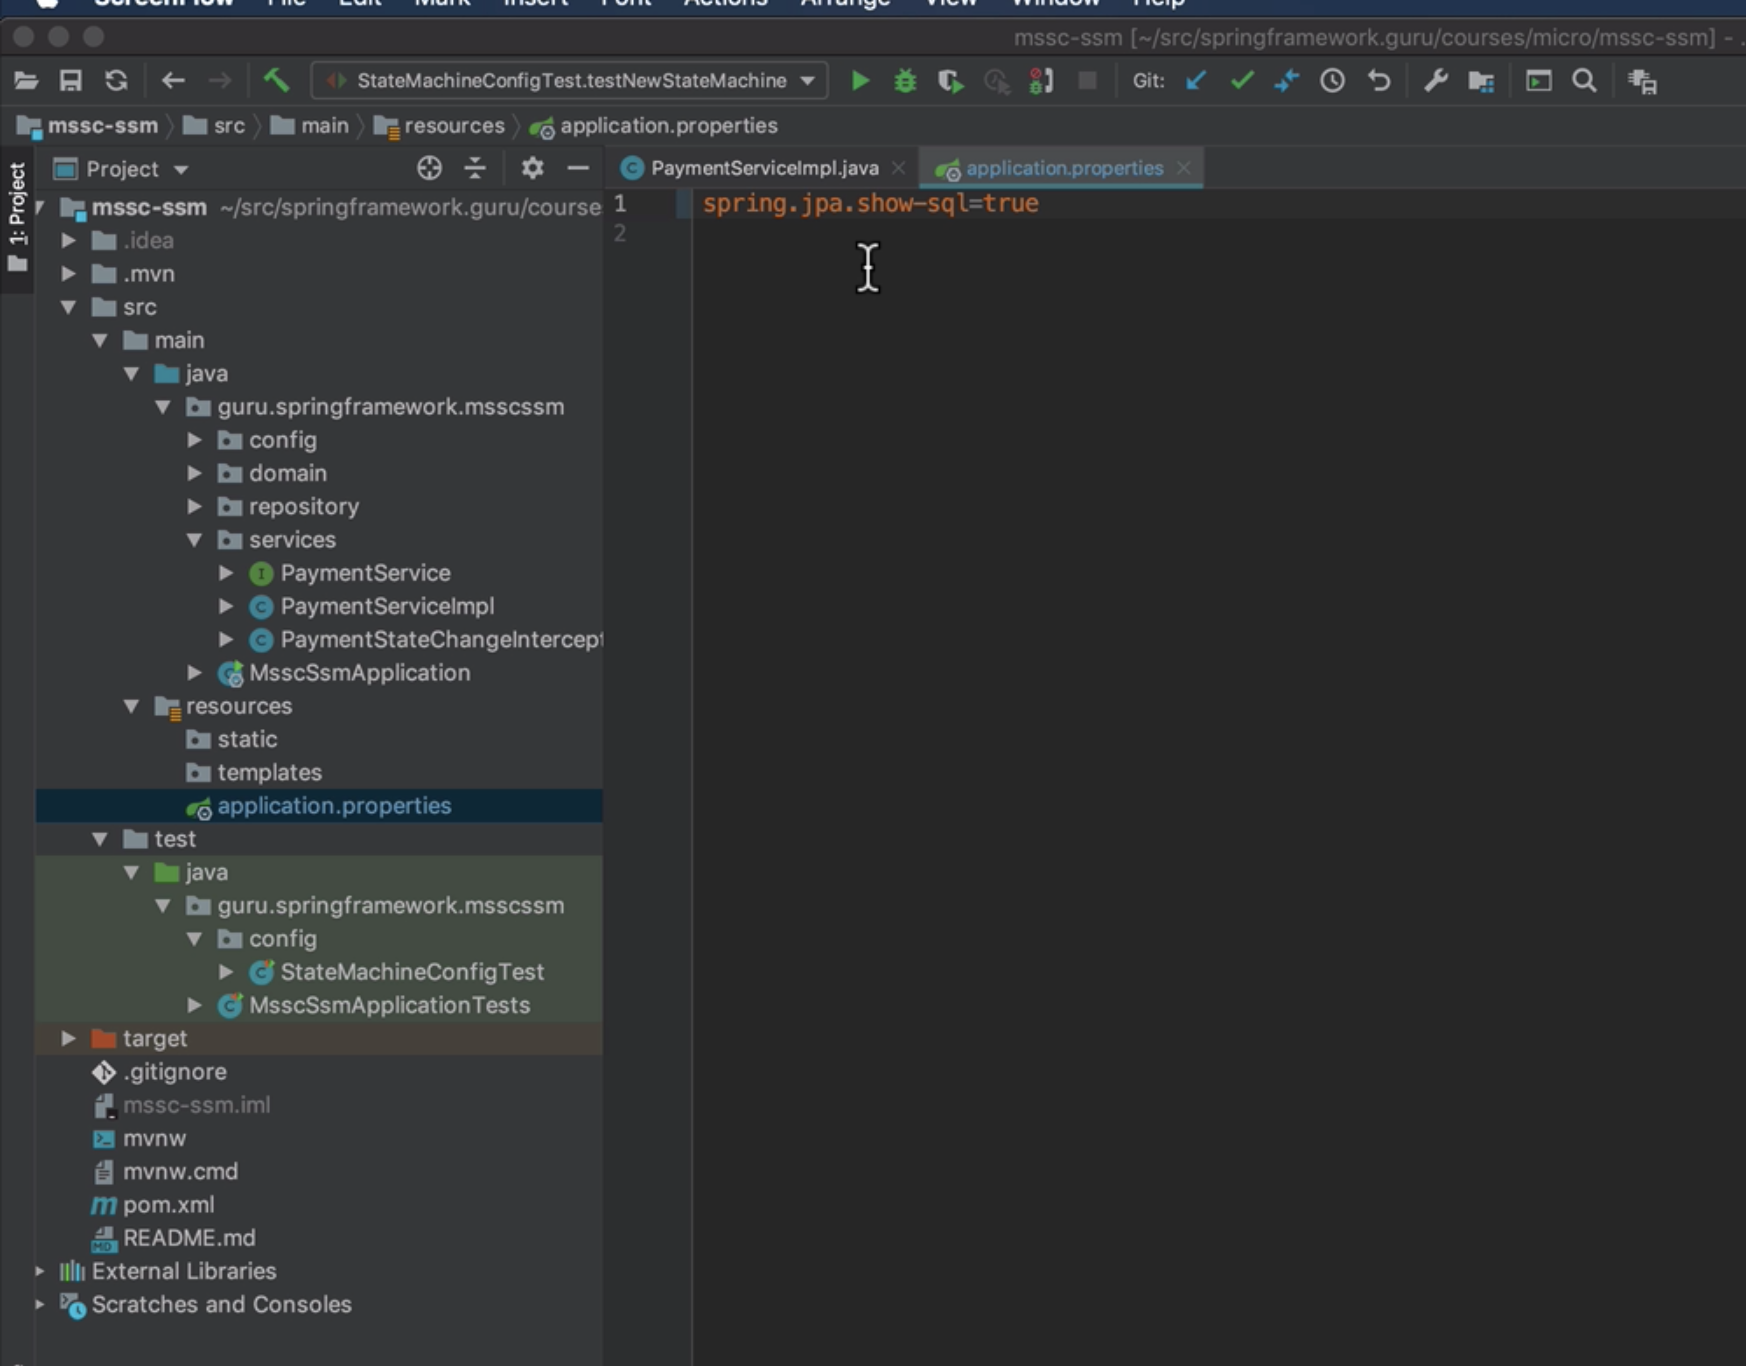 ScreenFlow File Edit Mark Insert Font Actions Arrange View Window Help
mssc-ssm [~/src/springframework.guru/courses/micro/mssc-ssm] - .
StateMachineConfigTest.testNewStateMachine Git:
mssc-ssm src main resources application.properties
1: Project
Project
PaymentServiceImpl.java application.properties
mssc-ssm ~/src/springframework.guru/course
.idea
.mvn
src
main
java
guru.springframework.msscssm
config
domain
repository
services
PaymentService
PaymentServiceImpl
PaymentStateChangeIntercept
MsscSsmApplication
resources
static
templates
application.properties
test
java
guru.springframework.msscssm
config
StateMachineConfigTest
MsscSsmApplicationTests
target
.gitignore
mssc-ssm.iml
mvnw
mvnw.cmd
pom.xml
README.md
External Libraries
Scratches and Consoles
1 spring.jpa.show-sql=true
2